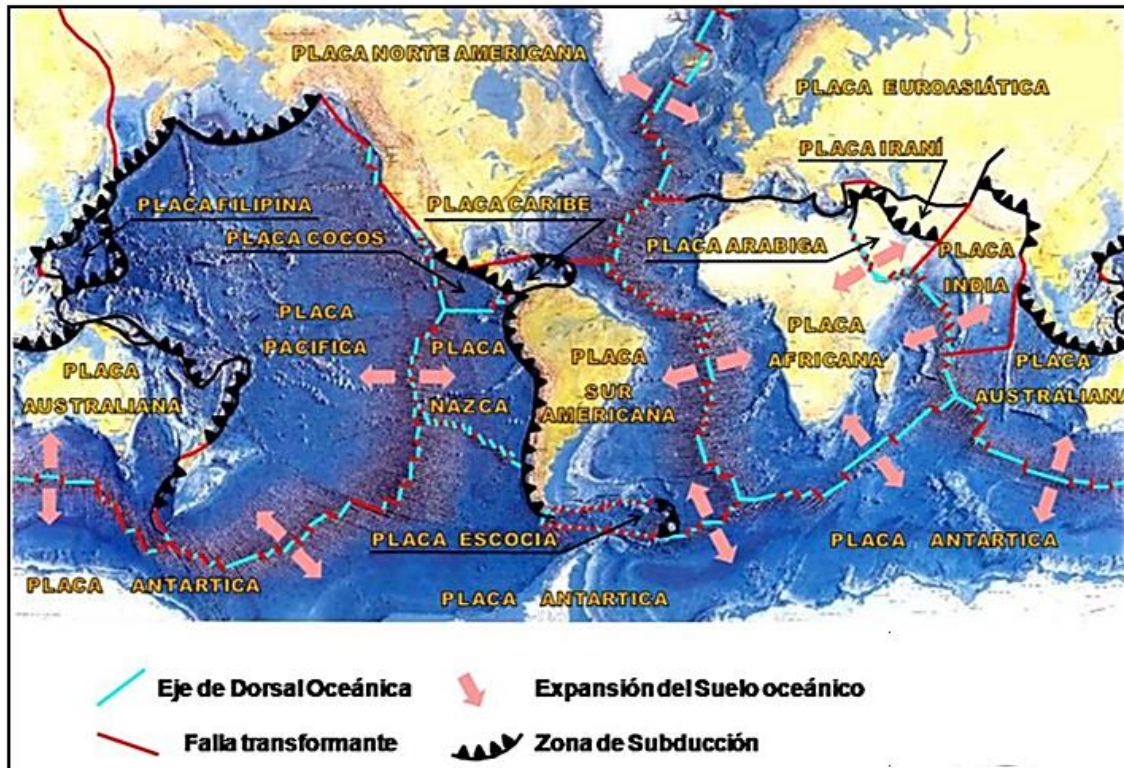 PLACA NORTE AMERICANA
PLACA EUROASIÁTICA
PLACA IRANÍ
PLACA FILIPINA
PLACA CARIBE
PLACA COCOS
PLACA ARABIGA
PLACA
INDIA
PLACA
PACIFICA
PLACA
NAZCA
PLACA
SUR
AMERICANA
PLACA
AFRICANA
PLACA
AUSTRALIANA
PLACA
AUSTRALIANA
PLACA ESCOCIA
PLACA ANTÁRTICA
PLACA ANTARTICA
PLACA ANTÁRTICA
Eje de Dorsal Oceánica
Expansión del Suelo oceánico
Falla transformante
Zona de Subducción